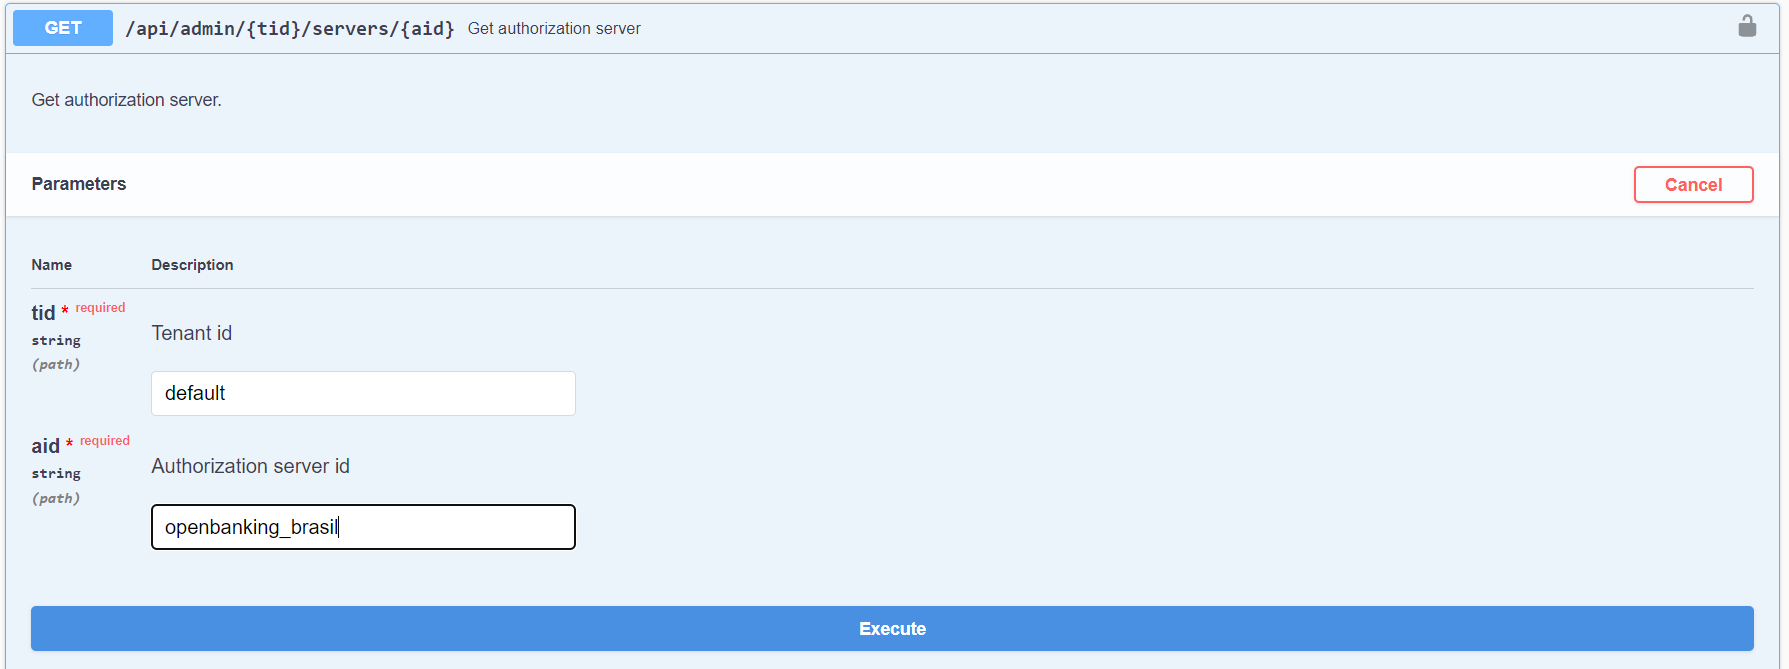 GET /api/admin/{tid}/servers/{aid} Get authorization server
Get authorization server.
Parameters
Cancel
Name Description
tid * required
string
(path)
Tenant id
default
aid * required
string
(path)
Authorization server id
openbanking_brasil
Execute